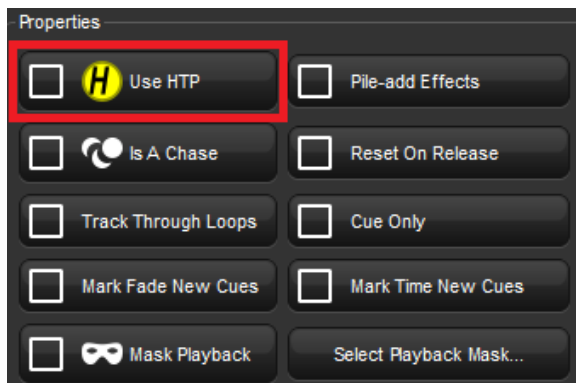 Properties
H Use HTP
Pile-add Effects
Is A Chase
Reset On Release
Track Through Loops
Cue Only
Mark Fade New Cues
Mark Time New Cues
Mask Playback
Select Playback Mask...